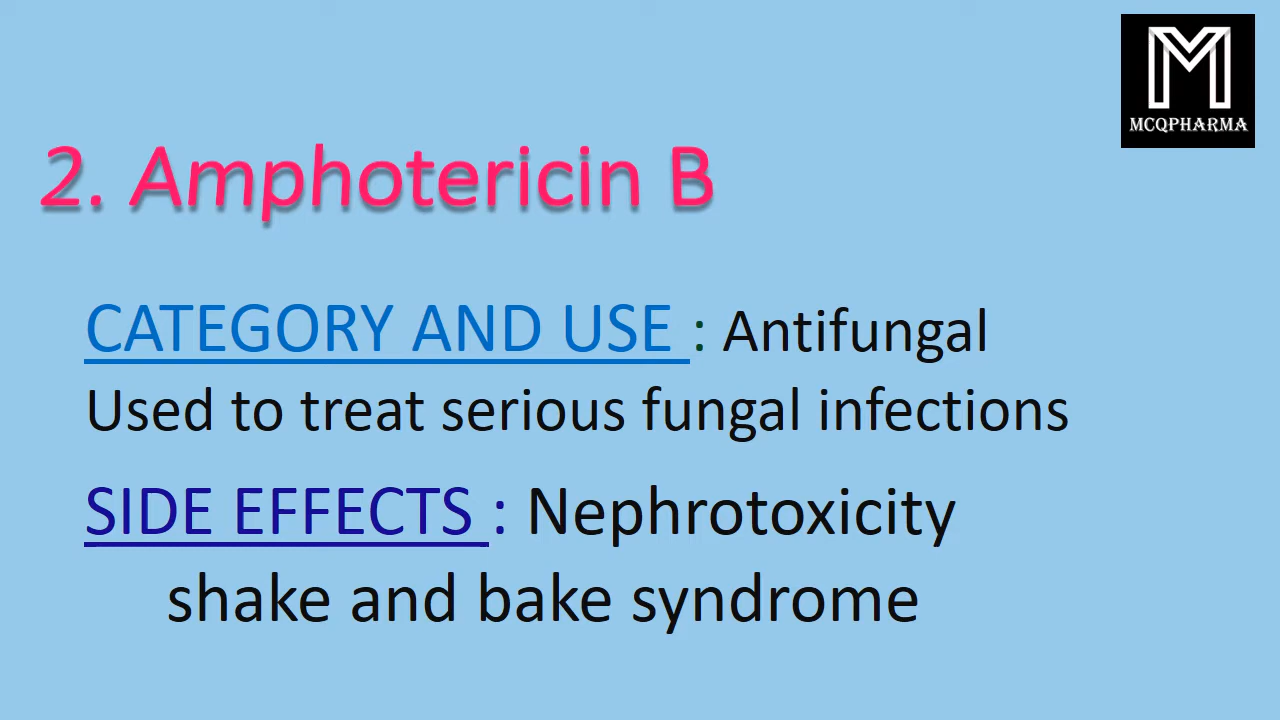 M
MCQPHARMA
2. Amphotericin B
CATEGORY AND USE : Antifungal
Used to treat serious fungal infections
SIDE EFFECTS : Nephrotoxicity
shake and bake syndrome